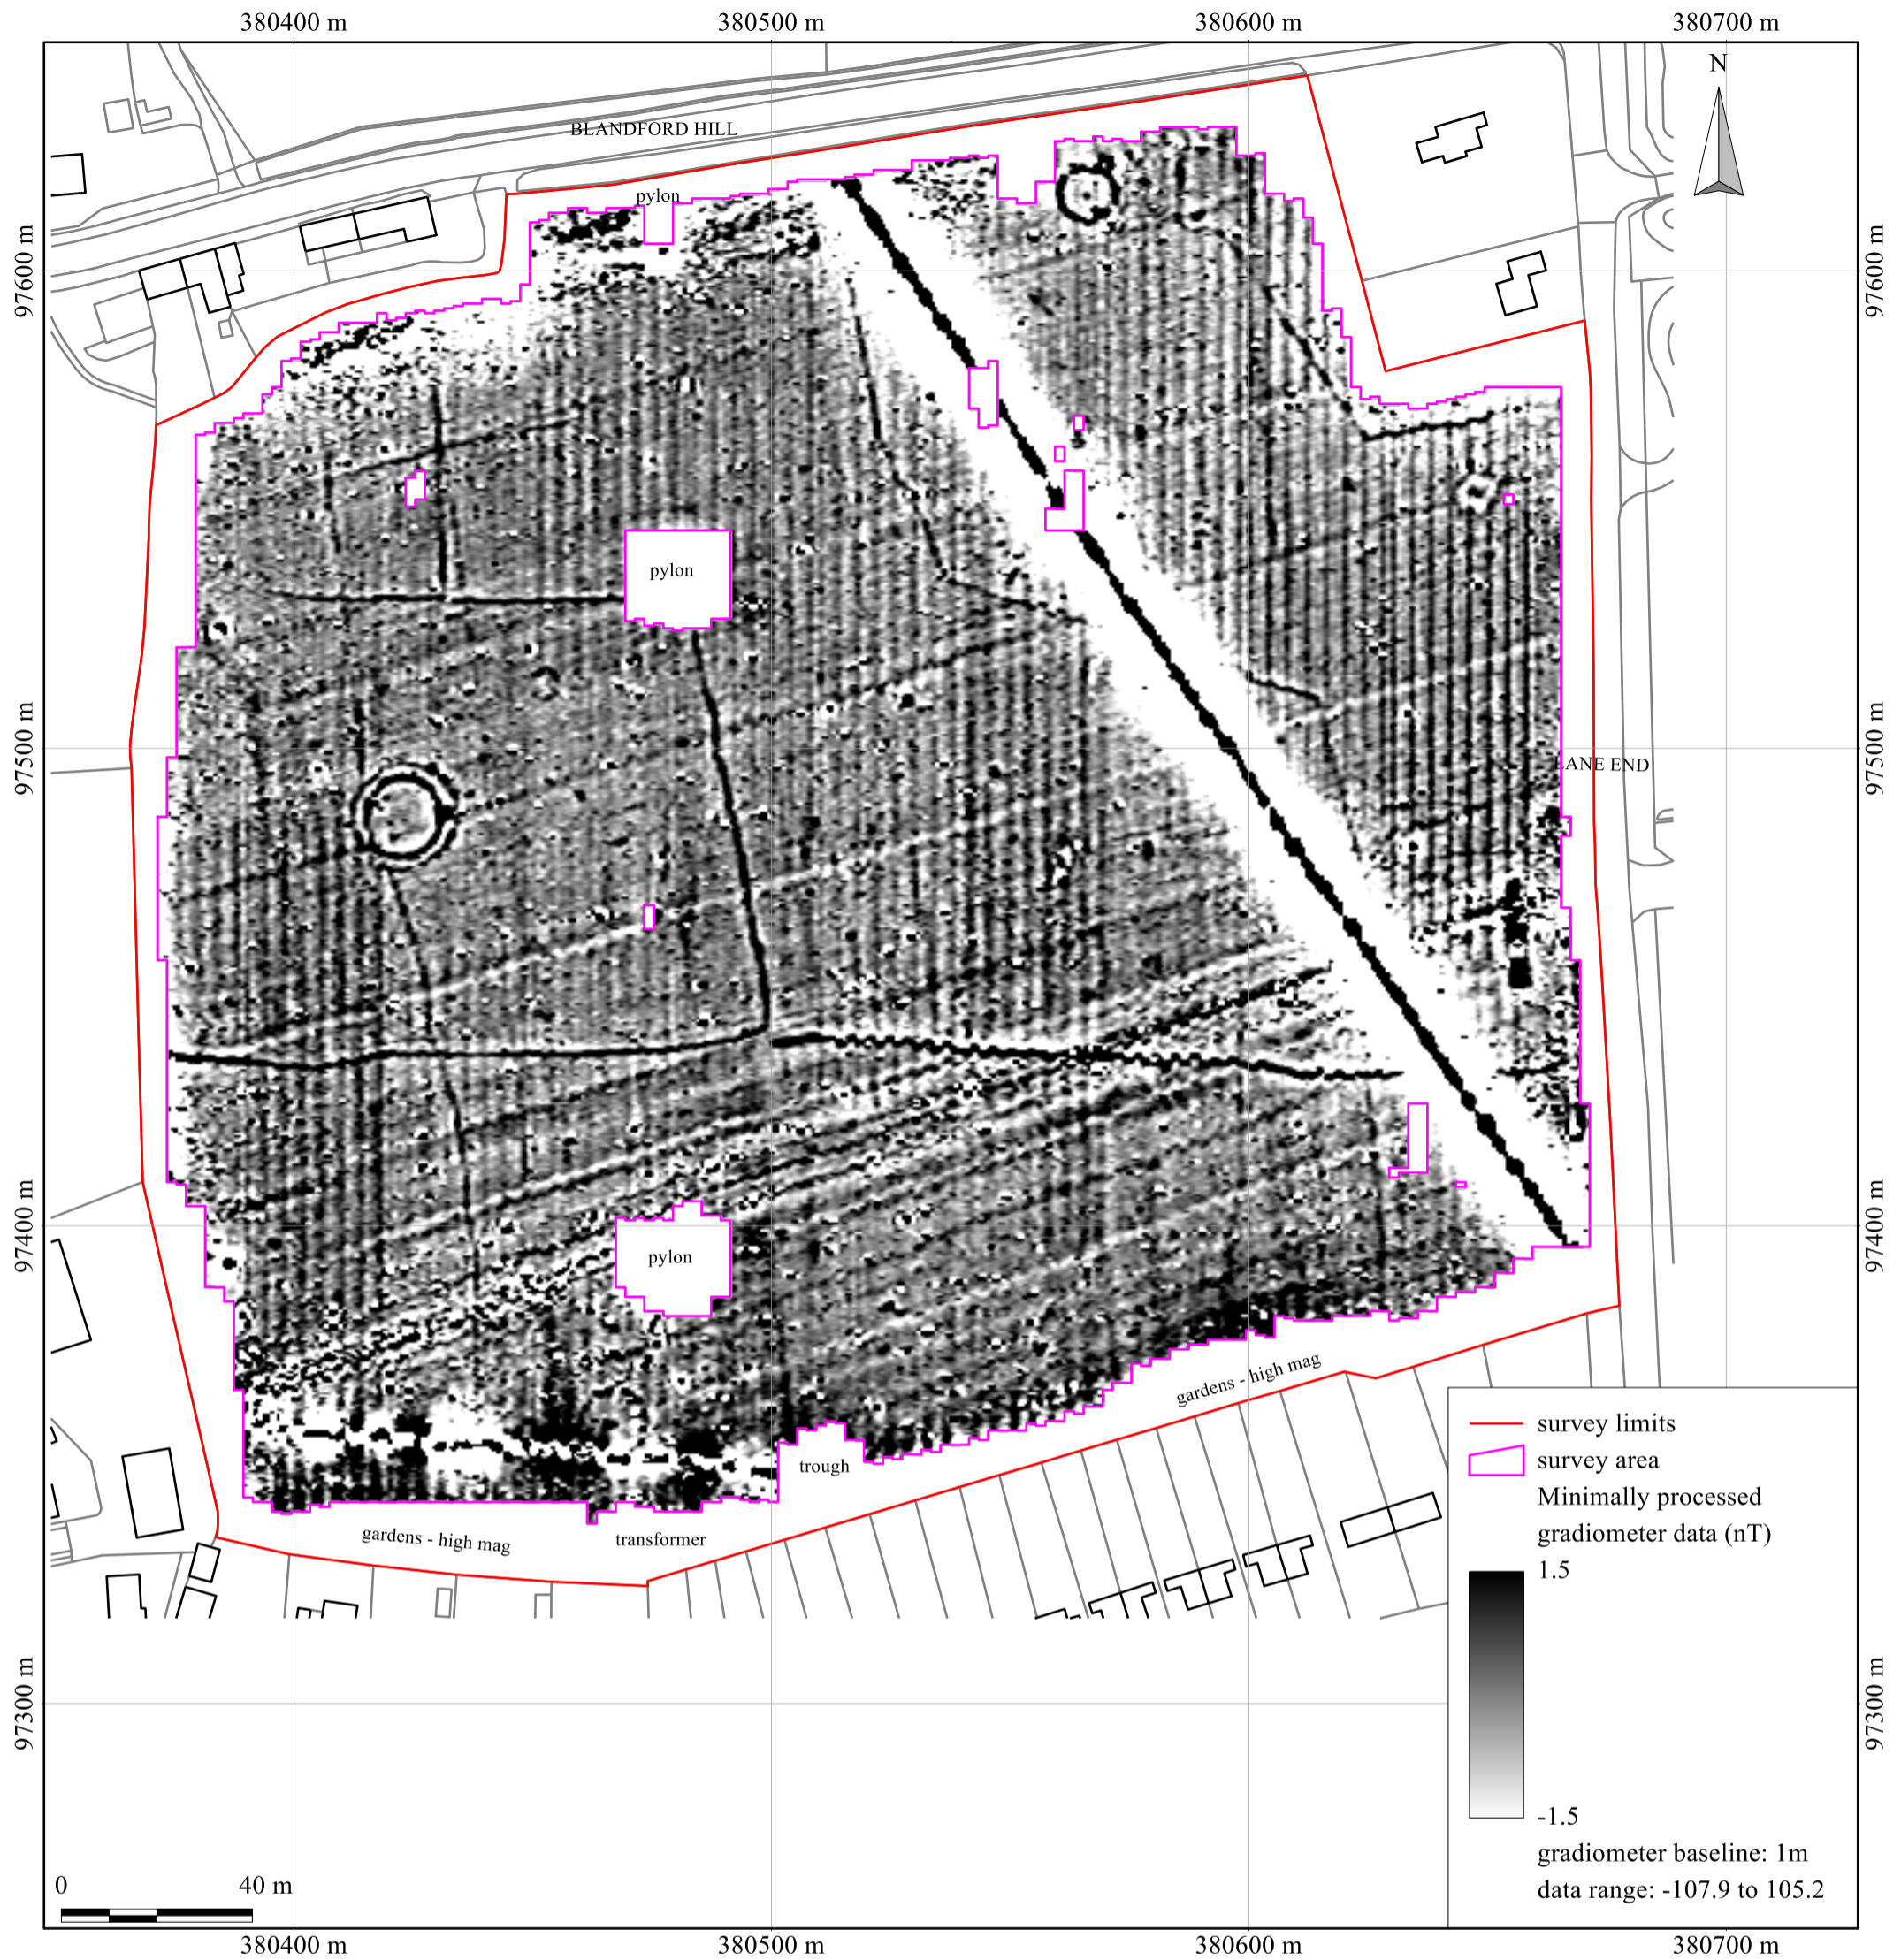 380400 m
380500 m
380600 m
380700 m
N
BLANDFORD HILL
pylon
97600 m
97600 m
pylon
97500 m
97500 m
LANE END
97400 m
97400 m
pylon
gardens - high mag
trough
gardens - high mag
transformer
survey limits
survey area
Minimally processed
gradiometer data (nT)
1.5
-1.5
gradiometer baseline: 1m
data range: -107.9 to 105.2
97300 m
97300 m
0
40 m
380400 m
380500 m
380600 m
380700 m